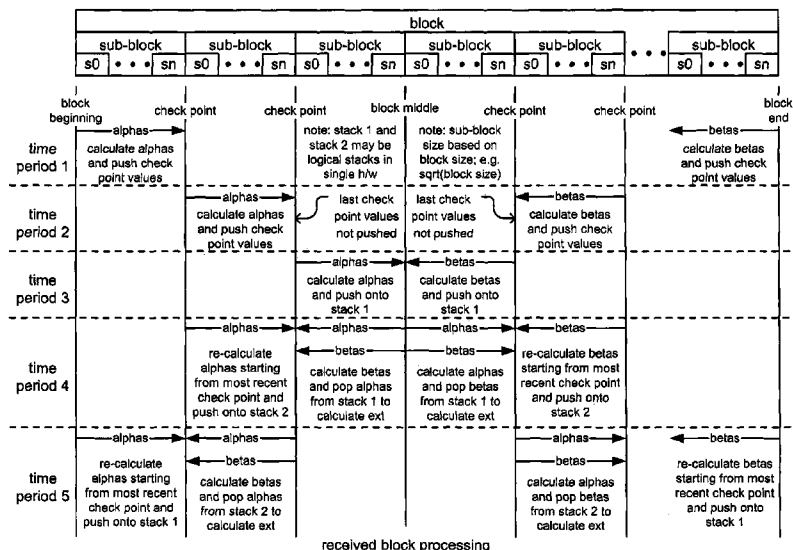 block
sub-block sub-block sub-block sub-block sub-block • • • sub-block
s0 • • • sn s0 • • • sn s0 • • • sn s0 • • • sn s0 • • • sn s0 • • • sn
block beginning
check point
check point
block middle
check point
check point
block end
time
period 1
alphas
calculate alphas
and push check
point values
note: stack 1 and
stack 2 may be
logical stacks in
single h/w
note: sub-block
size based on
block size; e.g.
sqrt(block size)
betas
calculate betas
and push check
point values
time
period 2
alphas
calculate alphas
and push check
point values
last check
point values
not pushed
last check
point values
not pushed
betas
calculate betas
and push check
point values
time
period 3
alphas
calculate alphas
and push onto
stack 1
betas
calculate betas
and push onto
stack 1
time
period 4
alphas
re-calculate
alphas starting
from most recent
check point and
push onto stack 2
alphas
betas
calculate betas
and pop alphas
from stack 1 to
calculate ext
alphas
betas
calculate alphas
and pop betas
from stack 1 to
calculate ext
betas
re-calculate betas
starting from most
recent check point
and push onto
stack 2
time
period 5
alphas
re-calculate
alphas starting
from most recent
check point and
push onto stack 1
alphas
betas
calculate betas
and pop alphas
from stack 2 to
calculate ext
alphas
betas
calculate alphas
and pop betas
from stack 2 to
calculate ext
betas
re-calculate betas
starting from most
recent check point
and push onto
stack 1
received block processing